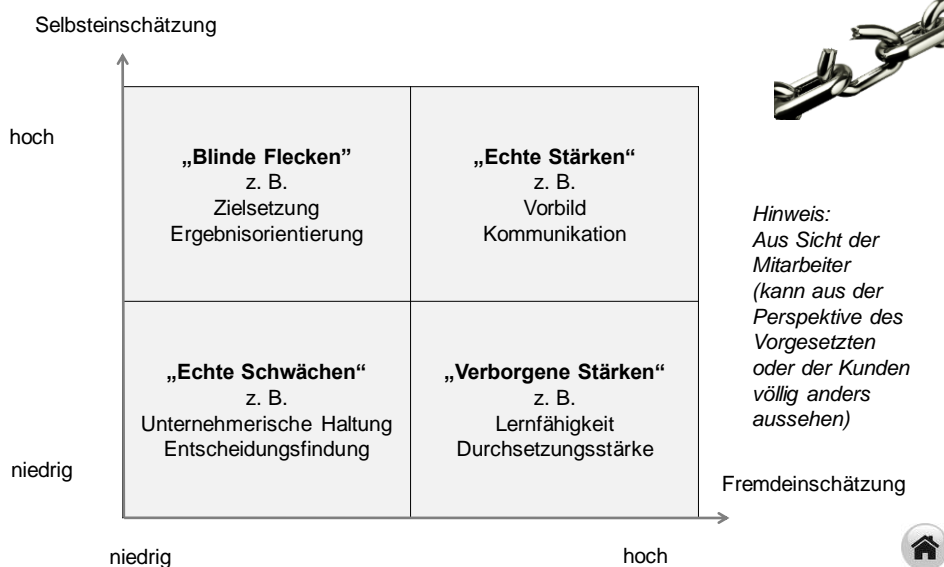 Selbsteinschätzung
hoch
„Blinde Flecken”
z. B.
Zielsetzung
Ergebnisorientierung
„Echte Stärken“
z. B.
Vorbild
Kommunikation
Hinweis:
Aus Sicht der
Mitarbeiter
(kann aus der
Perspektive des
Vorgesetzten
oder der Kunden
völlig anders
aussehen)
„Echte Schwächen“
z. B.
Unternehmerische Haltung
Entscheidungsfindung
„Verborgene Stärken“
z. B.
Lernfähigkeit
Durchsetzungsstärke
niedrig
Fremdeinschätzung
niedrig
hoch